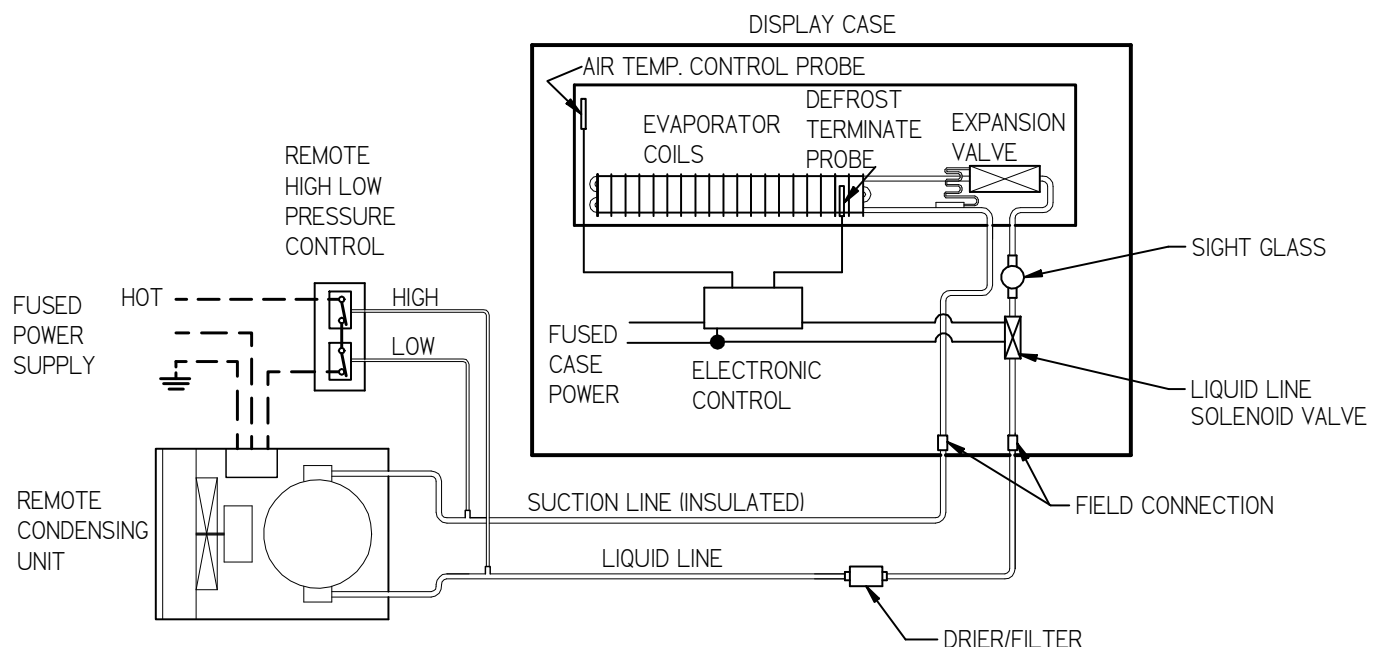 DISPLAY CASE
AIR TEMP. CONTROL PROBE
EVAPORATOR
COILS
DEFROST
TERMINATE
PROBE
EXPANSION
VALVE
REMOTE
HIGH LOW
PRESSURE
CONTROL
SIGHT GLASS
FUSED
POWER
SUPPLY
HOT
HIGH
LOW
FUSED
CASE
POWER
ELECTRONIC
CONTROL
LIQUID LINE
SOLENOID VALVE
REMOTE
CONDENSING
UNIT
SUCTION LINE (INSULATED)
FIELD CONNECTION
LIQUID LINE
DRIER/FILTER